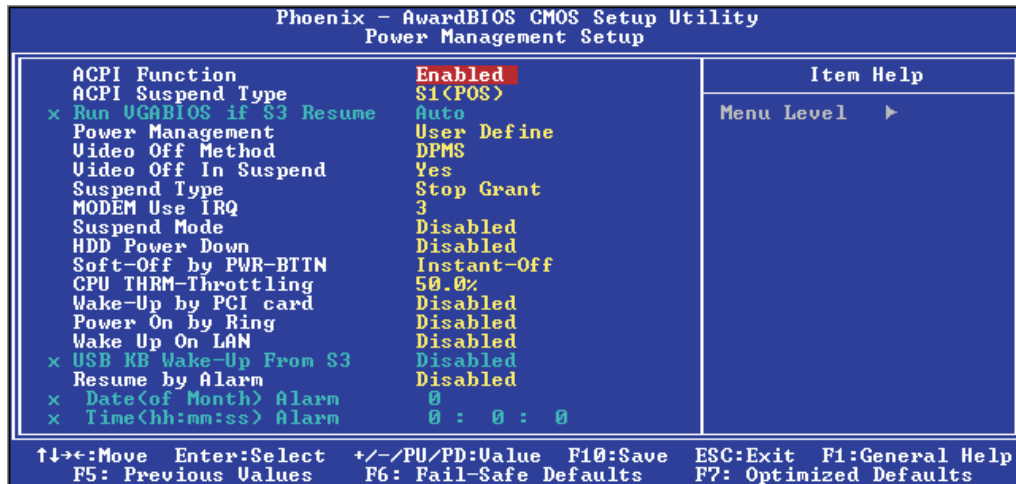 Phoenix - AwardBIOS CMOS Setup Utility
Power Management Setup
ACPI Function Enabled
ACPI Suspend Type S1(POS)
x Run VGABIOS if S3 Resume Auto
Power Management User Define
Video Off Method DPMS
Video Off In Suspend Yes
Suspend Type Stop Grant
MODEM Use IRQ 3
Suspend Mode Disabled
HDD Power Down Disabled
Soft-Off by PWR-BTTN Instant-Off
CPU THRM-Throttling 50.0%
Wake-Up by PCI card Disabled
Power On by Ring Disabled
Wake Up On LAN Disabled
x USB KB Wake-Up From S3 Disabled
Resume by Alarm Disabled
x Date(of Month) Alarm 0
x Time(hh:mm:ss) Alarm 0 : 0 : 0
Item Help
Menu Level ▶
↑↓→←:Move Enter:Select +/-/PU/PD:Value F10:Save ESC:Exit F1:General Help
F5: Previous Values F6: Fail-Safe Defaults F7: Optimized Defaults